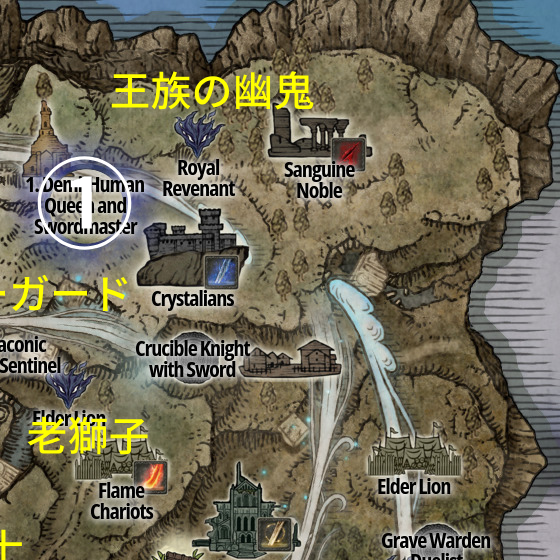 王族の幽鬼
Royal
Revenant
Sanguine
Noble
1. Demi-Human
Queen and
Swordmaster
1
Crystalians
ーガード
aconic
Sentinel
Crucible Knight
with Sword
Elder Lion
老獅子
Flame
Chariots
Elder Lion
Grave Warden
Duelist
士